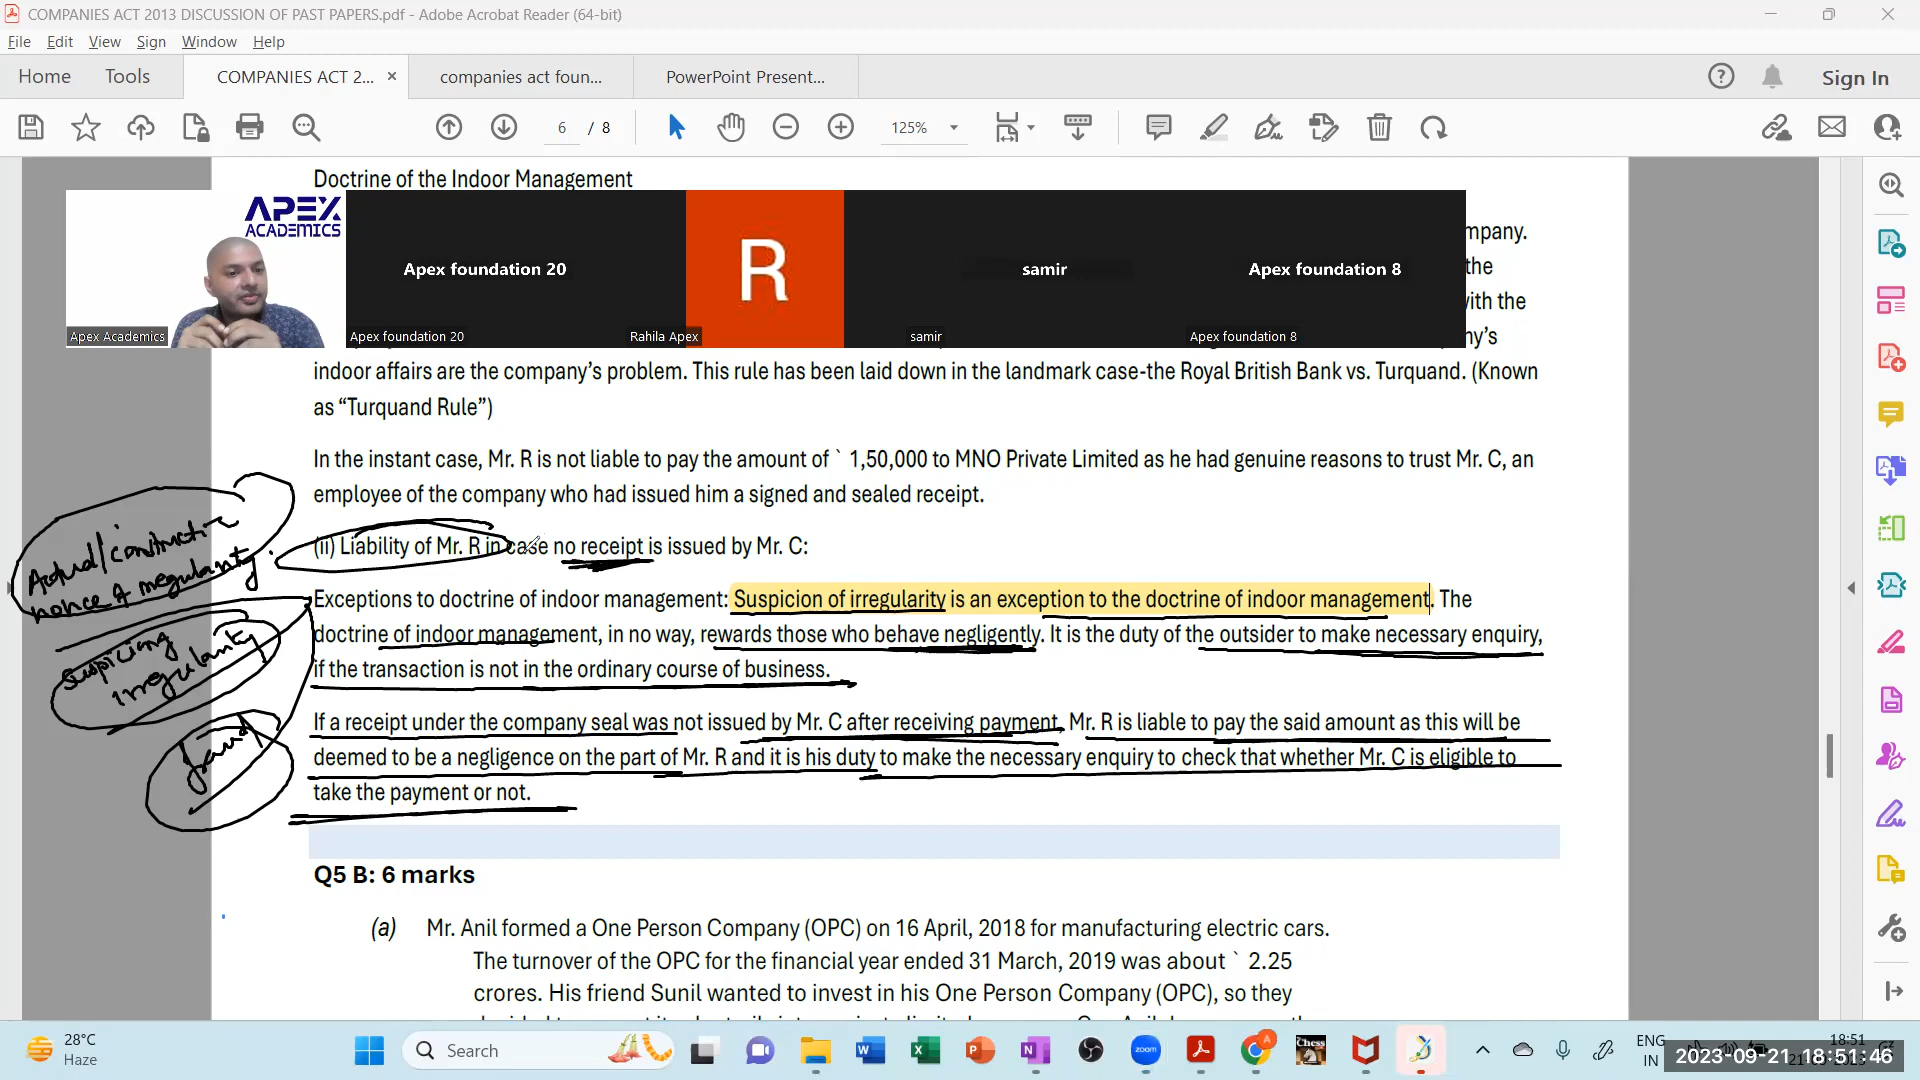 COMPANIES ACT 2013 DISCUSSION OF PAST PAPERS.pdf - Adobe Acrobat Reader (64-bit)
File Edit View Sign Window Help
Home Tools COMPANIES ACT 2... × companies act foun... PowerPoint Present... Sign In
6 / 8 125%
Doctrine of the Indoor Management
mpany.
the
ith the
ny’s
APEX
ACADEMICS
Apex foundation 20 R samir Apex foundation 8
Apex Academics Apex foundation 20 Rahila Apex samir Apex foundation 8
indoor affairs are the company’s problem. This rule has been laid down in the landmark case-the Royal British Bank vs. Turquand. (Known
as “Turquand Rule”)
In the instant case, Mr. R is not liable to pay the amount of ` 1,50,000 to MNO Private Limited as he had genuine reasons to trust Mr. C, an
employee of the company who had issued him a signed and sealed receipt.
(ii) Liability of Mr. R in case no receipt is issued by Mr. C:
Exceptions to doctrine of indoor management: Suspicion of irregularity is an exception to the doctrine of indoor management. The
doctrine of indoor management, in no way, rewards those who behave negligently. It is the duty of the outsider to make necessary enquiry,
if the transaction is not in the ordinary course of business.
If a receipt under the company seal was not issued by Mr. C after receiving payment, Mr. R is liable to pay the said amount as this will be
deemed to be a negligence on the part of Mr. R and it is his duty to make the necessary enquiry to check that whether Mr. C is eligible to
take the payment or not.
Actual/
irregularity
Q5 B: 6 marks
(a) Mr. Anil formed a One Person Company (OPC) on 16 April, 2018 for manufacturing electric cars.
The turnover of the OPC for the financial year ended 31 March, 2019 was about ` 2.25
crores. His friend Sunil wanted to invest in his One Person Company (OPC), so they
28°C
Haze
Search
zoom
Chess
ENG
IN
18:51
2023-09-21 18:51:46